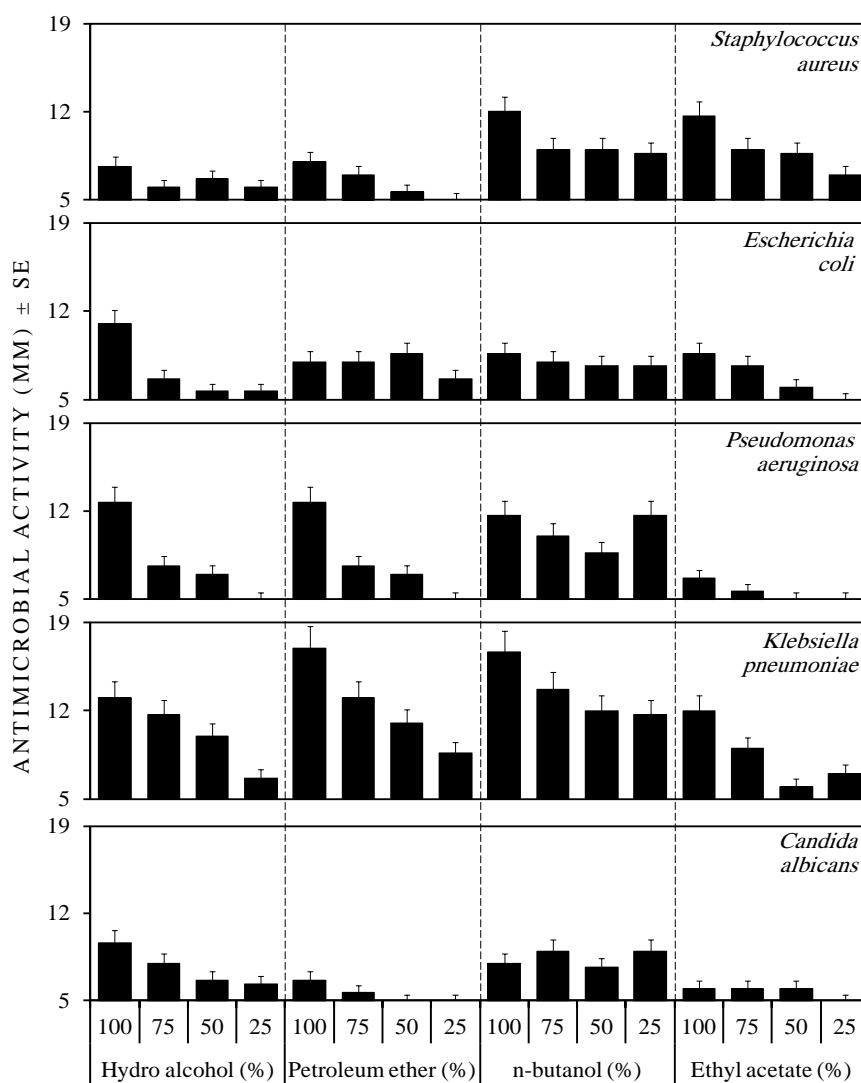 ANTIMICROBIAL ACTIVITY (MM) ± SE
19
12
5
Staphylococcus
aureus
19
12
5
Escherichia
coli
19
12
5
Pseudomonas
aeruginosa
19
12
5
Klebsiella
pneumoniae
19
12
5
Candida
albicans
100 75 50 25 100 75 50 25 100 75 50 25 100 75 50 25
Hydro alcohol (%) Petroleum ether (%) n-butanol (%) Ethyl acetate (%)